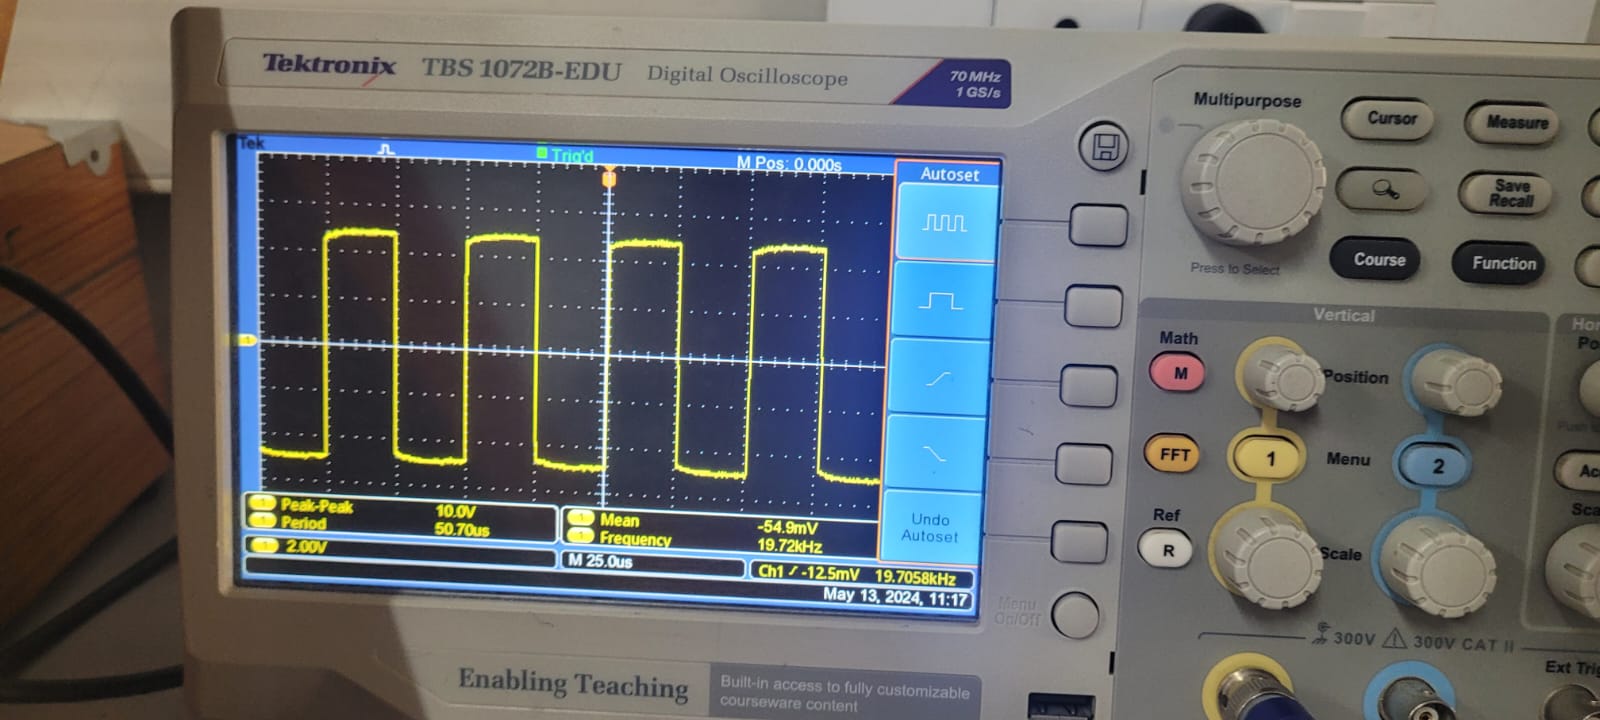 Tektronix TBS 1072B-EDU Digital Oscilloscope
70 MHz
1 GS/s
Tek
Trig'd
M Pos: 0.000s
Autoset
1
Undo
Autoset
1 Peak-Peak 10.0V
1 Period 50.70us
1 Mean -54.9mV
1 Frequency 19.72kHz
1 2.00V
M 25.0us
Ch1 -12.5mV 19.7058kHz
May 13, 2024, 11:17
Enabling Teaching
Built-in access to fully customizable
courseware content
Multipurpose
Press to Select
Cursor
Measure
Save
Recall
Course
Function
Vertical
Math
M
Position
FFT
1
Menu
2
Ref
R
Scale
Menu
On/Off
300V
300V CAT II
Hor
Po
Push
Ac
Sca
Ext Trig